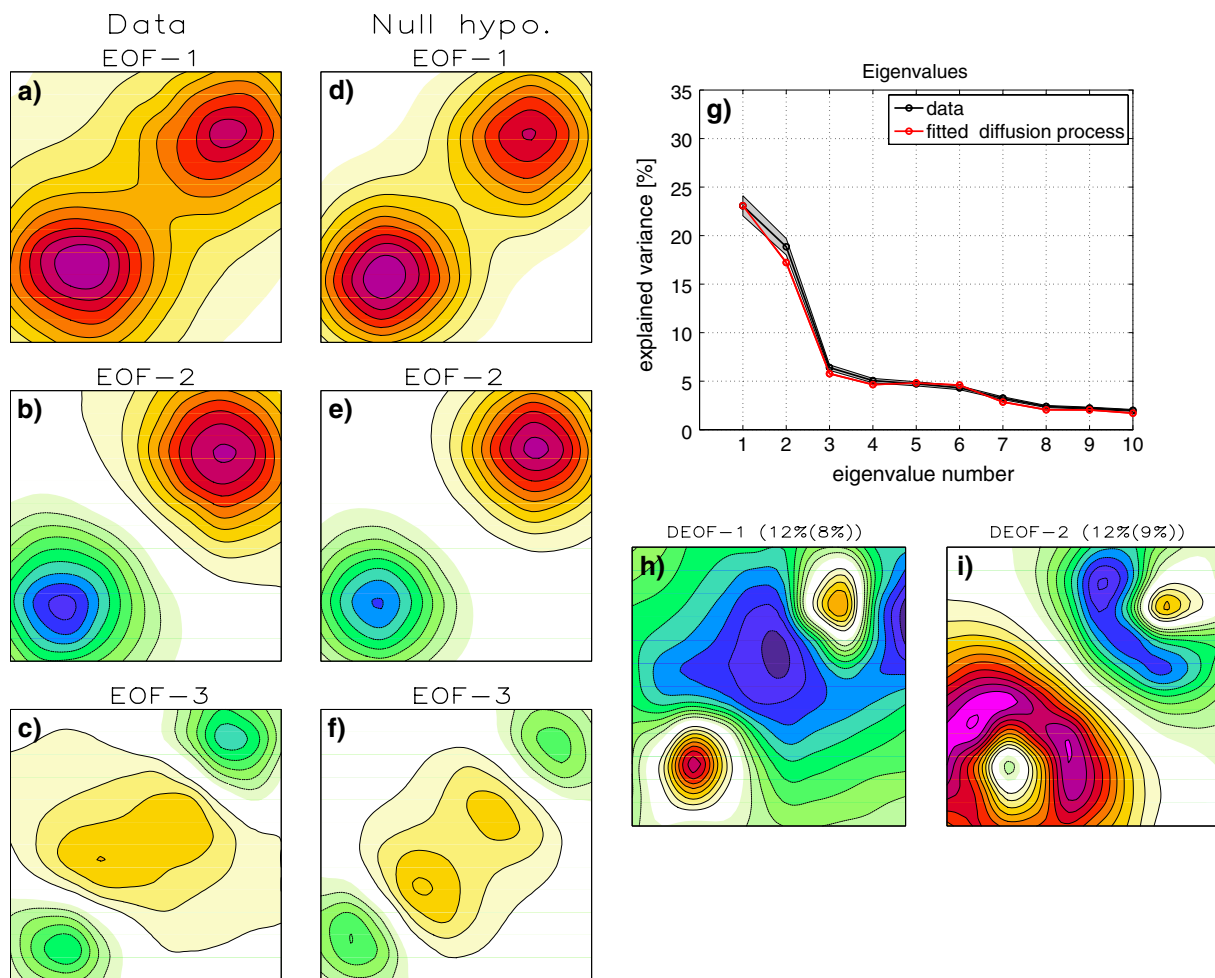 Data
EOF-1
a)
EOF-2
b)
EOF-3
c)
Null hypo.
EOF-1
d)
EOF-2
e)
EOF-3
f)
Eigenvalues
g)
data
fitted diffusion process
35
30
25
20
15
10
5
0
explained variance [%]
1 2 3 4 5 6 7 8 9 10
eigenvalue number
DEOF-1 (12%(8%))
h)
DEOF-2 (12%(9%))
i)